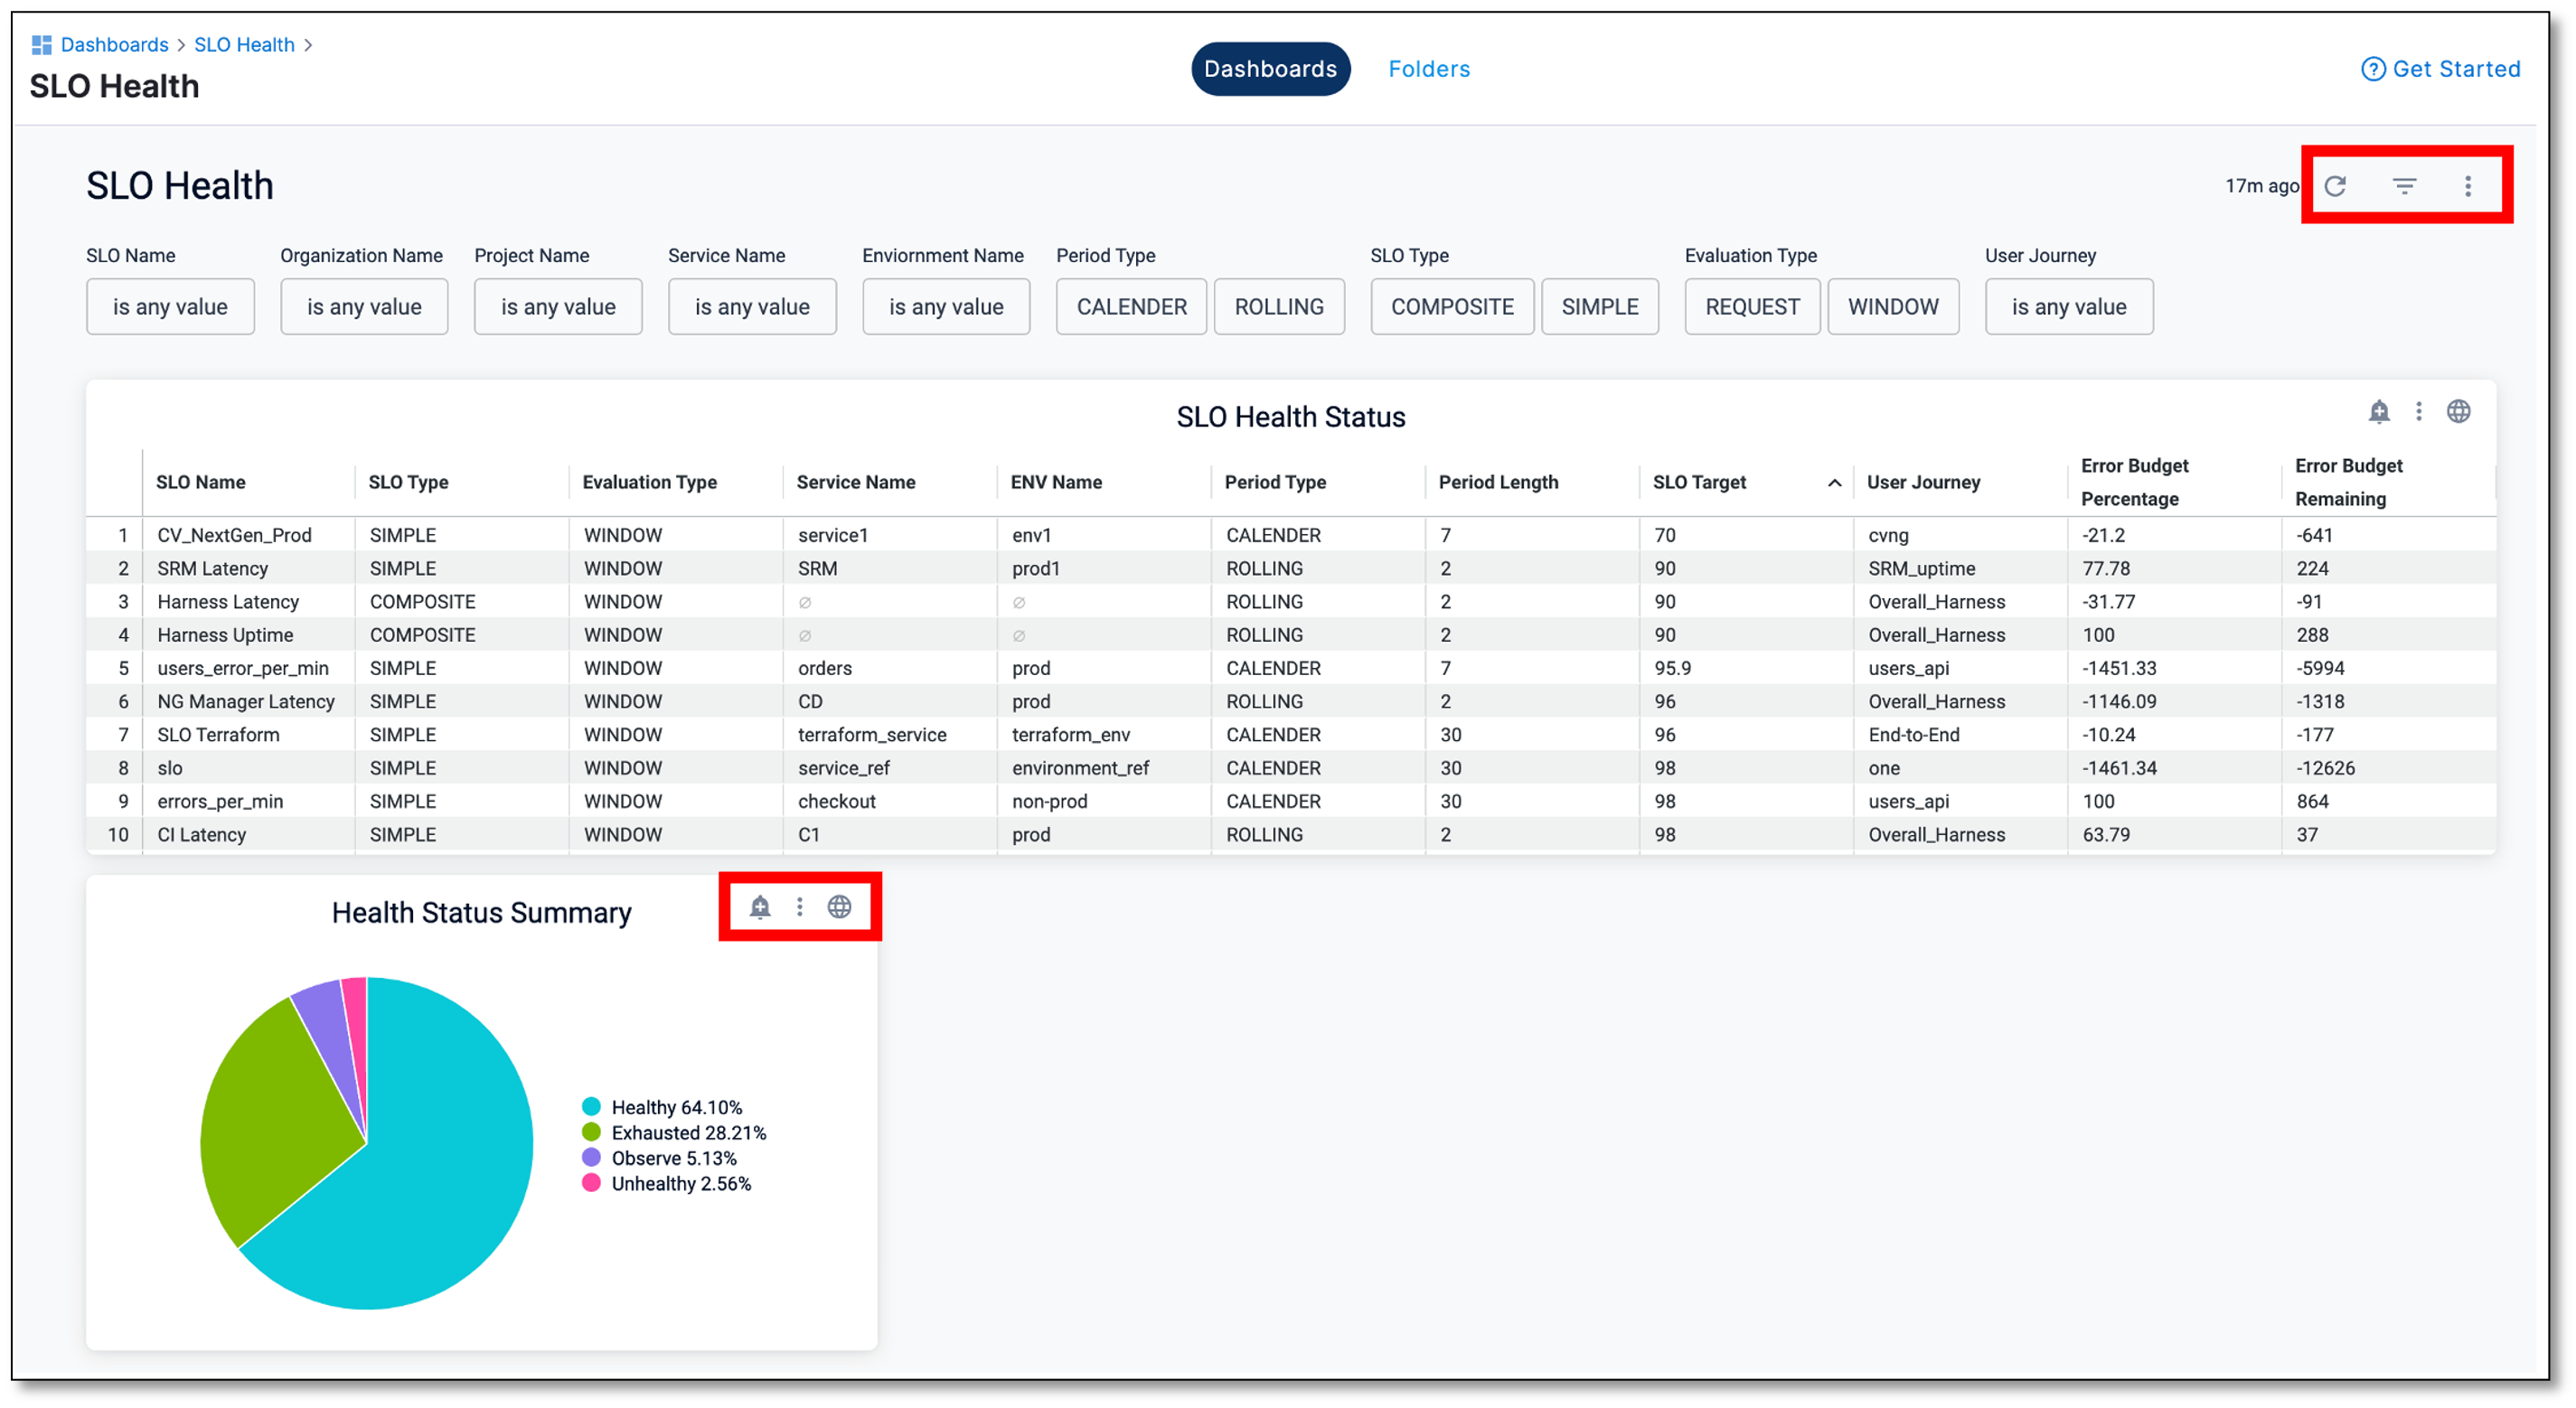 Dashboards > SLO Health >
SLO Health
Dashboards Folders
Get Started
SLO Health
17m ago
SLO Name Organization Name Project Name Service Name Enviornment Name Period Type SLO Type Evaluation Type User Journey
is any value is any value is any value is any value is any value CALENDER ROLLING COMPOSITE SIMPLE REQUEST WINDOW is any value
SLO Health Status
SLO Name SLO Type Evaluation Type Service Name ENV Name Period Type Period Length SLO Target User Journey Error Budget Percentage Error Budget Remaining
1 CV_NextGen_Prod SIMPLE WINDOW service1 env1 CALENDER 7 70 cvng -21.2 -641
2 SRM Latency SIMPLE WINDOW SRM prod1 ROLLING 2 90 SRM_uptime 77.78 224
3 Harness Latency COMPOSITE WINDOW ∅ ∅ ROLLING 2 90 Overall_Harness -31.77 -91
4 Harness Uptime COMPOSITE WINDOW ∅ ∅ ROLLING 2 90 Overall_Harness 100 288
5 users_error_per_min SIMPLE WINDOW orders prod CALENDER 7 95.9 users_api -1451.33 -5994
6 NG Manager Latency SIMPLE WINDOW CD prod ROLLING 2 96 Overall_Harness -1146.09 -1318
7 SLO Terraform SIMPLE WINDOW terraform_service terraform_env CALENDER 30 96 End-to-End -10.24 -177
8 slo SIMPLE WINDOW service_ref environment_ref CALENDER 30 98 one -1461.34 -12626
9 errors_per_min SIMPLE WINDOW checkout non-prod CALENDER 30 98 users_api 100 864
10 CI Latency SIMPLE WINDOW C1 prod ROLLING 2 98 Overall_Harness 63.79 37
Health Status Summary
Healthy 64.10%
Exhausted 28.21%
Observe 5.13%
Unhealthy 2.56%